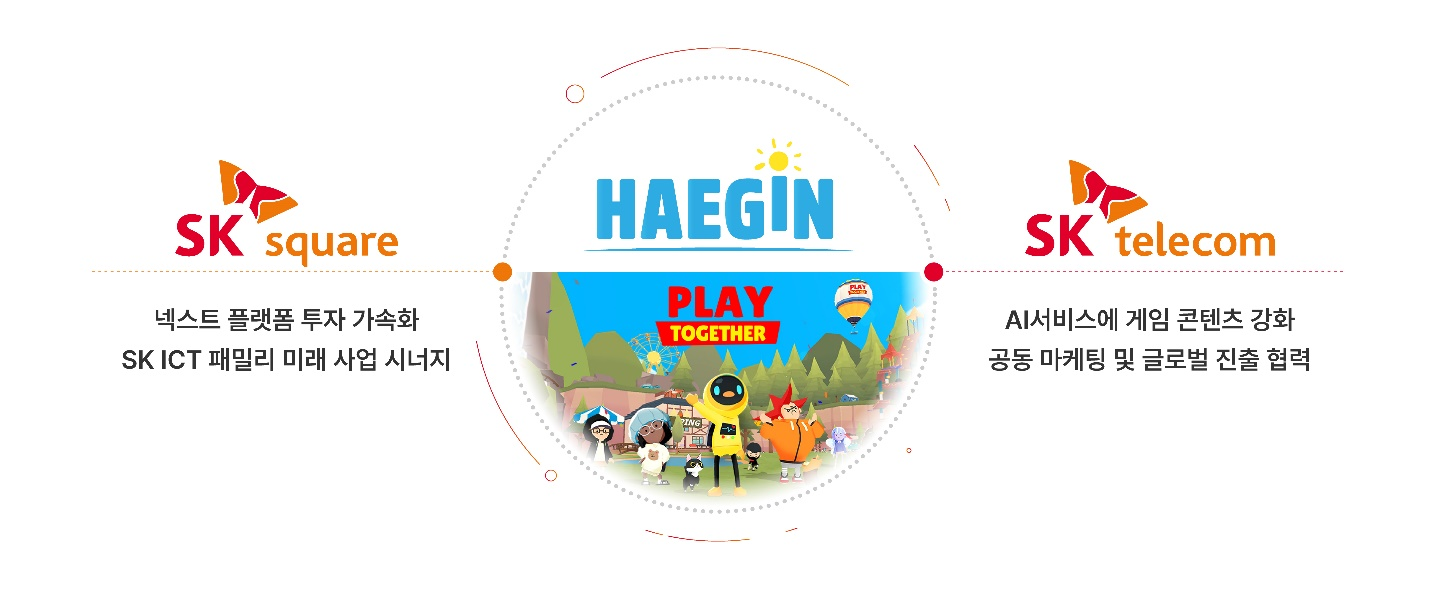 SK square
넥스트 플랫폼 투자 가속화
SK ICT 패밀리 미래 사업 시너지
HAEGIN
PLAY
TOGETHER
PLAY
PING
SK telecom
AI서비스에 게임 콘텐츠 강화
공동 마케팅 및 글로벌 진출 협력